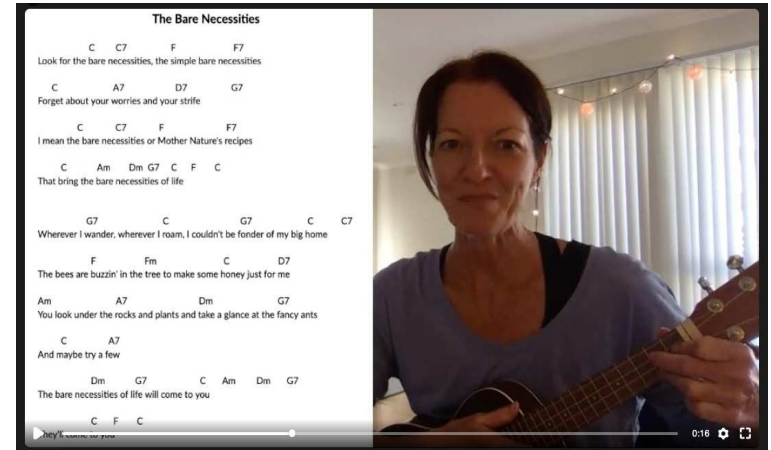 The Bare Necessities
C C7 F F7
Look for the bare necessities, the simple bare necessities
C A7 D7 G7
Forget about your worries and your strife
C C7 F F7
I mean the bare necessities or Mother Nature's recipes
C Am Dm G7 C F C
That bring the bare necessities of life
G7 C G7 C C7
Wherever I wander, wherever I roam, I couldn't be fonder of my big home
F Fm C D7
The bees are buzzin' in the tree to make some honey just for me
Am A7 Dm G7
You look under the rocks and plants and take a glance at the fancy ants
C A7
And maybe try a few
Dm G7 C Am Dm G7
The bare necessities of life will come to you
C F C
They'll come to you
0:16